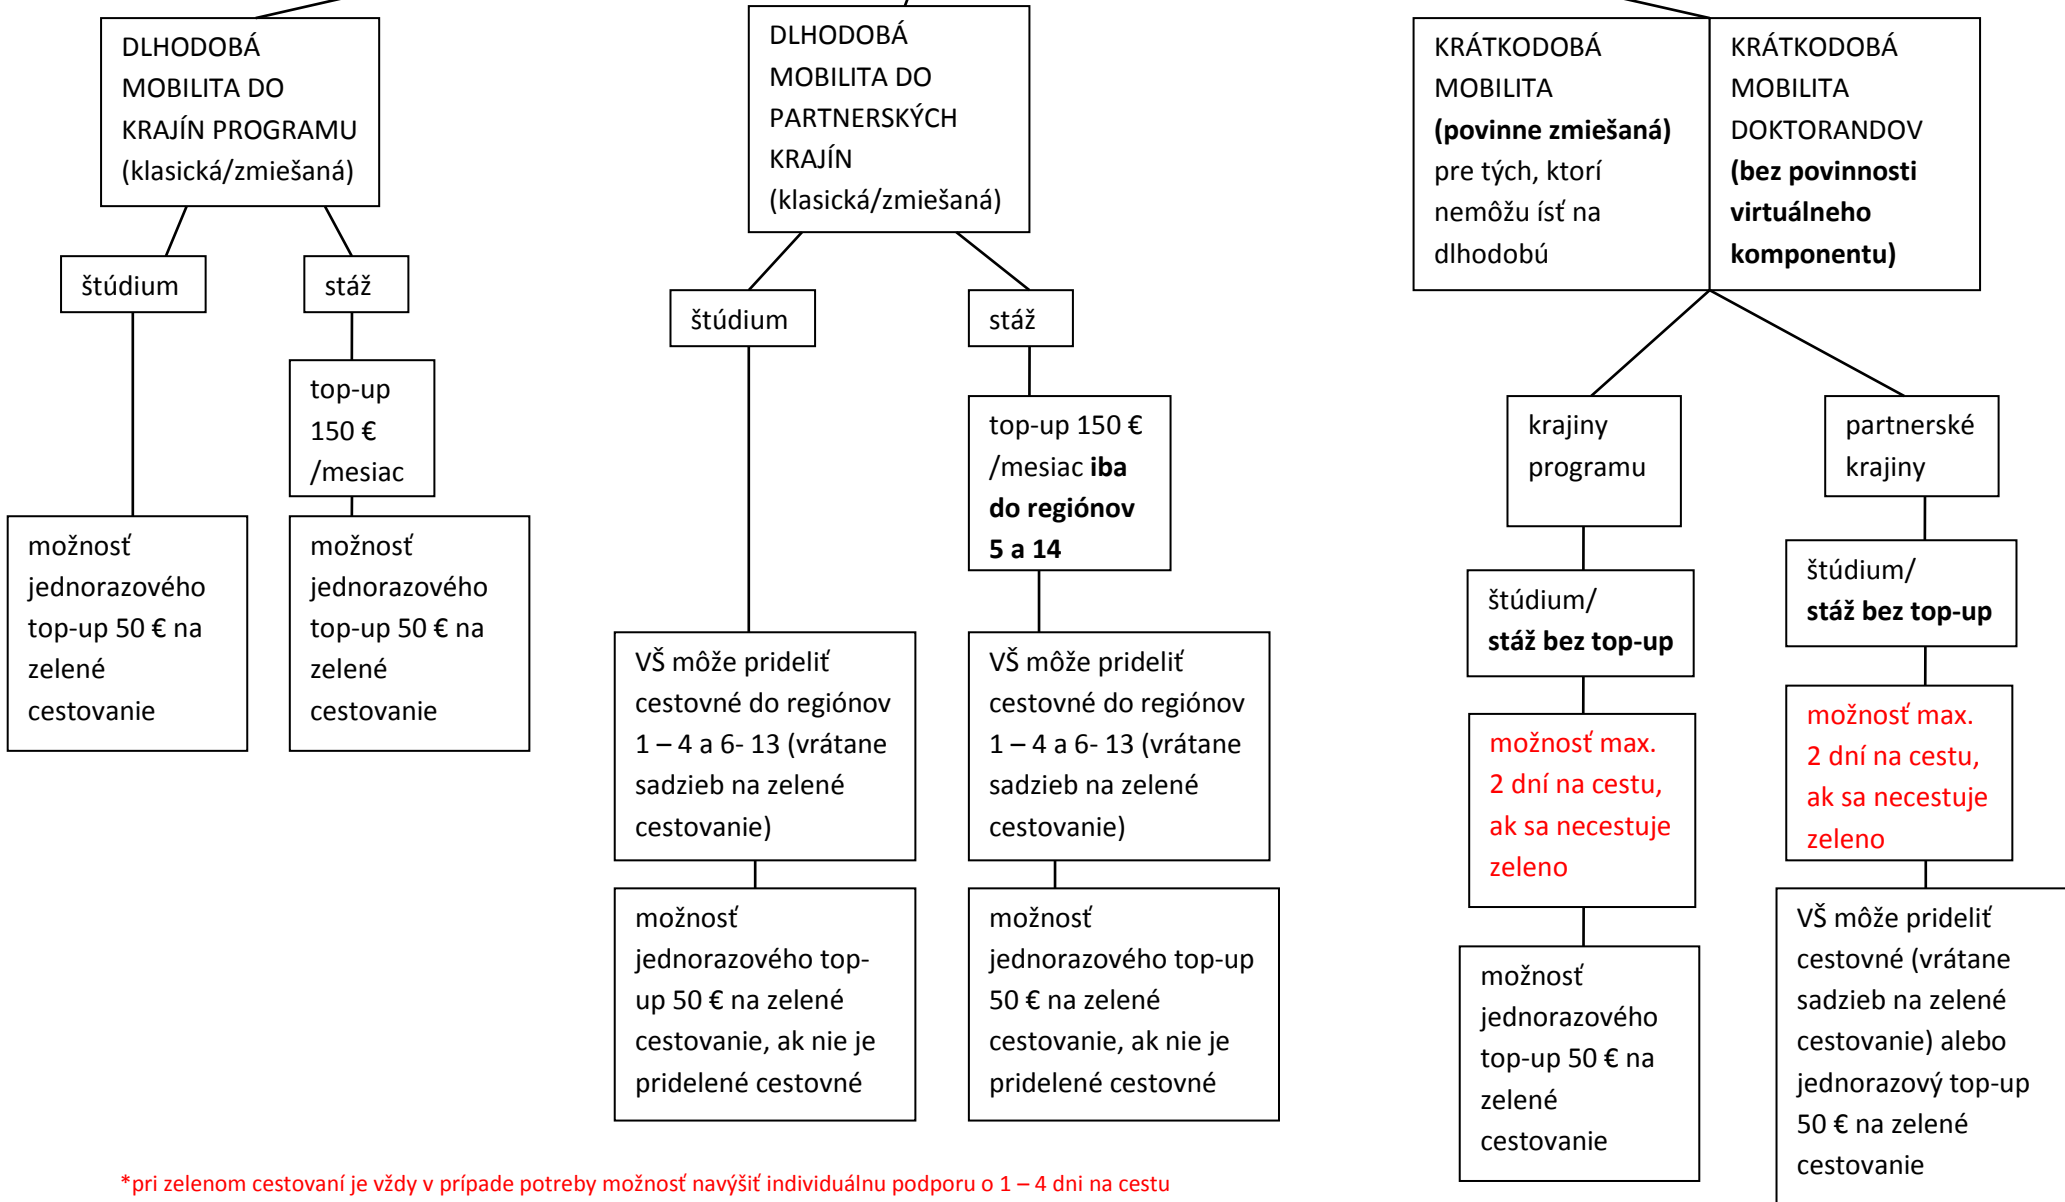 DLHODOBÁ
MOBILITA DO
KRAJÍN PROGRAMU
(klasická/zmiešaná)
štúdium
stáž
top-up
150 €
/mesiac
možnosť
jednorazového
top-up 50 € na
zelené
cestovanie
možnosť
jednorazového
top-up 50 € na
zelené
cestovanie
DLHODOBÁ
MOBILITA DO
PARTNERSKÝCH
KRAJÍN
(klasická/zmiešaná)
štúdium
stáž
top-up 150 €
/mesiac iba
do regiónov
5 a 14
VŠ môže prideliť
cestovné do regiónov
1 – 4 a 6- 13 (vrátane
sadzieb na zelené
cestovanie)
VŠ môže prideliť
cestovné do regiónov
1 – 4 a 6- 13 (vrátane
sadzieb na zelené
cestovanie)
možnosť
jednorazového top-
up 50 € na zelené
cestovanie, ak nie je
pridelené cestovné
možnosť
jednorazového top-up
50 € na zelené
cestovanie, ak nie je
pridelené cestovné
KRÁTKODOBÁ
MOBILITA
(povinne zmiešaná)
pre tých, ktorí
nemôžu ísť na
dlhodobú
KRÁTKODOBÁ
MOBILITA
DOKTORANDOV
(bez povinnosti
virtuálneho
komponentu)
krajiny
programu
štúdium/
stáž bez top-up
možnosť max.
2 dní na cestu,
ak sa necestuje
zeleno
možnosť
jednorazového
top-up 50 € na
zelené
cestovanie
partnerské
krajiny
štúdium/
stáž bez top-up
možnosť max.
2 dní na cestu,
ak sa necestuje
zeleno
VŠ môže prideliť
cestovné (vrátane
sadzieb na zelené
cestovanie) alebo
jednorazový top-up
50 € na zelené
cestovanie
*pri zelenom cestovaní je vždy v prípade potreby možnosť navýšiť individuálnu podporu o 1 – 4 dni na cestu